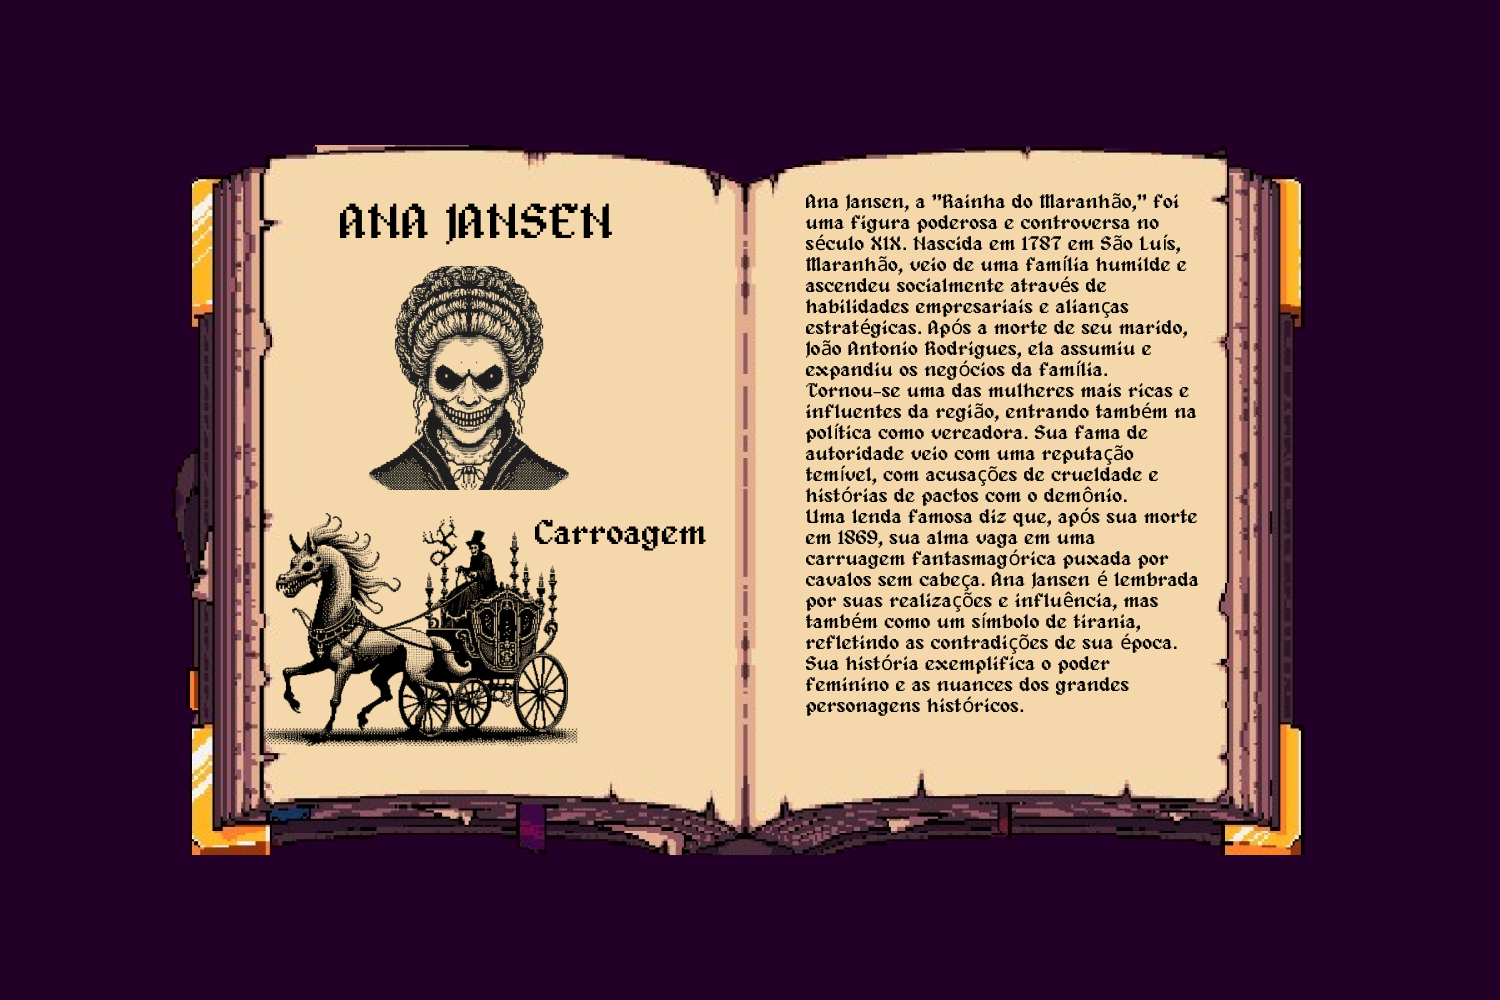 ANA JANSEN
Carroagem
Ana Jansen, a "Rainha do Maranhão," foi
uma figura poderosa e controversa no
século XIX. Nascida em 1787 em São Luís,
Maranhão, veio de uma família humilde e
ascendeu socialmente através de
habilidades empresariais e alianças
estratégicas. Após a morte de seu marido,
João Antonio Rodrigues, ela assumiu e
expandiu os negócios da família.
Tornou-se uma das mulheres mais ricas e
influentes da região, entrando também na
política como vereadora. Sua fama de
autoridade veio com uma reputação
temível, com acusações de crueldade e
histórias de pactos com o demônio.
Uma lenda famosa diz que, após sua morte
em 1869, sua alma vaga em uma
carruagem fantasmagórica puxada por
cavalos sem cabeça. Ana Jansen é lembrada
por suas realizações e influência, mas
também como um símbolo de tirania,
refletindo as contradições de sua época.
Sua história exemplifica o poder
feminino e as nuances dos grandes
personagens históricos.